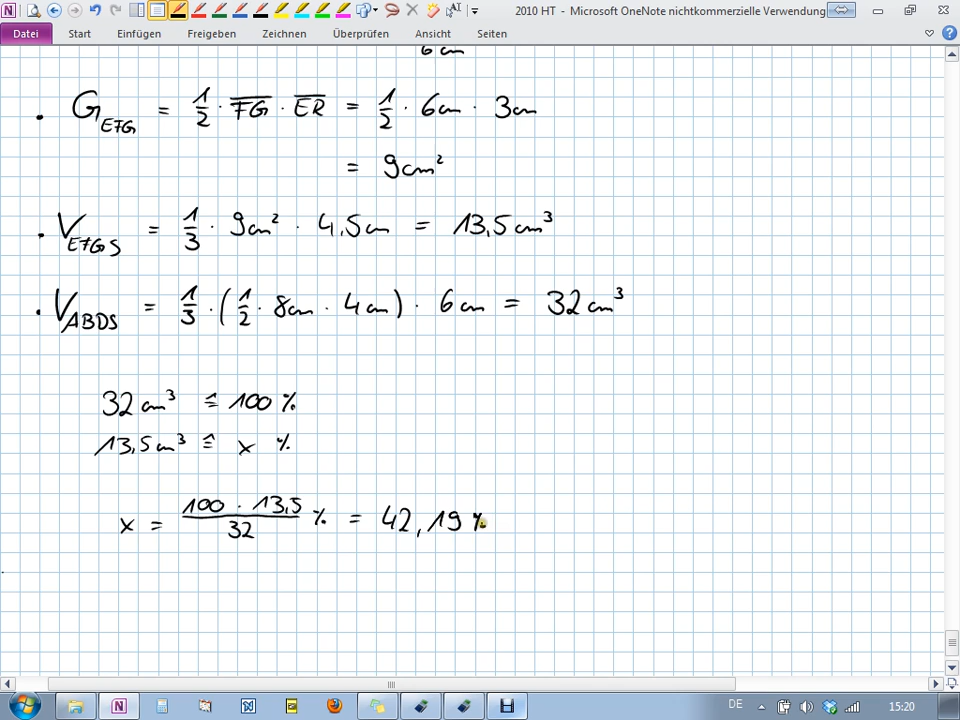 2010 HT - Microsoft OneNote nichtkommerzielle Verwendung
Datei Start Einfügen Freigeben Zeichnen Überprüfen Ansicht Seiten
6cm
• G_EFG = 1/2 · FG · ER = 1/2 · 6cm · 3cm
= 9cm²
• V_EFGS = 1/3 · 9cm² · 4,5cm = 13,5cm³
• V_ABDS = 1/3 · (1/2 · 8cm · 4cm) · 6cm = 32cm³
32cm³ ≙ 100 %
13,5cm³ ≙ x %
x = 100 · 13,5 / 32 % = 42,19 %
DE 15:20